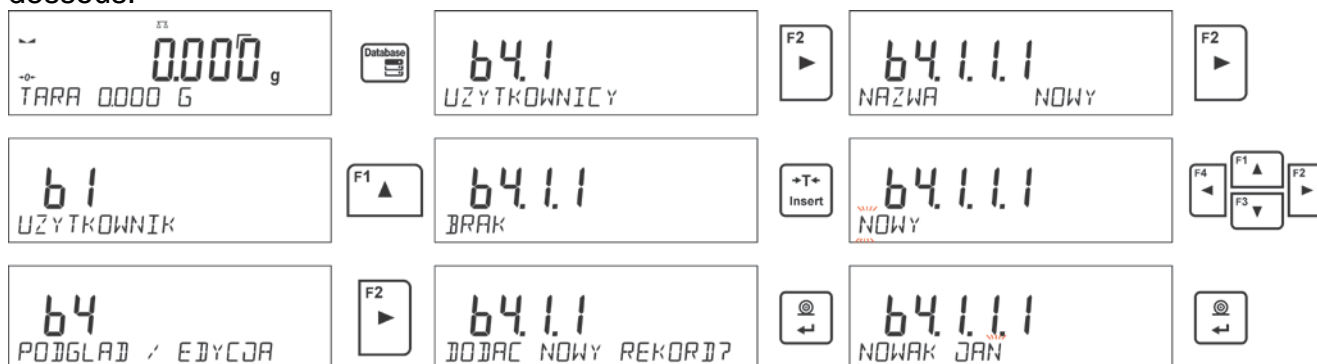 dessous:
0.000 g
→0←
TARA 0.000 G
Database
b1
UZYTKOWNIK
F1
b4
PODGLAD / EDYCJA
F2
b4.1
UZYTKOWNICY
F2
b4.1.1
BRAK
→T←
Insert
b4.1.1
DODAC NOWY REKORD?
b4.1.1.1
NAZWA NOWY
F2
b4.1.1.1
NOWY
F4 F1 F2
F3
b4.1.1.1
NOWAK JAN